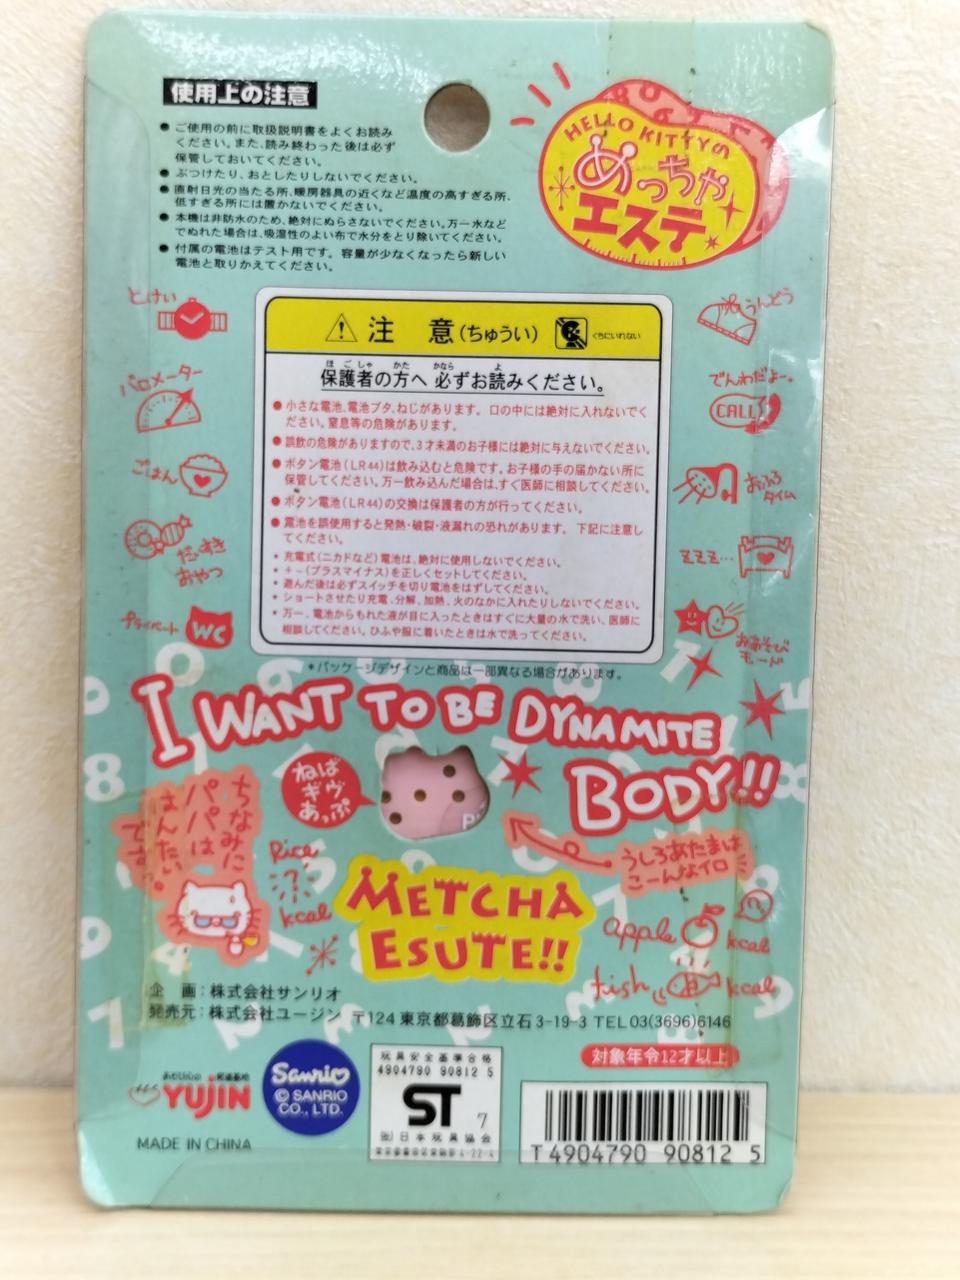 使用上の注意
●ご使用の前に取扱説明書をよくお読み
ください。また、読み終わった後は必ず
保管しておいてください。
●ぶつけたり、おとしたりしないでください。
●直射日光の当たる所、暖房器具の近くなど温度の高すぎる所、
低すぎる所には置かないでください。
●本機は非防水のため、絶対にぬらさないでください。万一水など
でぬれた場合は、吸湿性のよい布で水分をとり除いてください。
●付属の電池はテスト用です。容量が少なくなったら新しい
電池と取りかえてください。
HELLO KITTYの
めっちゃ
エステ
とけい
バロメーター
ごはん
だいすき
おやつ
プライベート
WC
うんどう
でんわだよー。
CALL
おふろ
タイム
ZZZ…
おあそび
モード
注 意(ちゅうい)
くちにいれない
保護者の方へ 必ずお読みください。
●小さな電池、電池ブタ、ねじがあります。口の中には絶対に入れないでく
ださい。窒息等の危険があります。
●誤飲の危険がありますので、3才未満のお子様には絶対に与えないでください。
●ボタン電池(LR44)は飲み込むと危険です。お子様の手の届かない所に
保管してください。万一飲み込んだ場合は、すぐ医師に相談してください。
●ボタン電池(LR44)の交換は保護者の方が行ってください。
●電池を誤使用すると発熱・破裂・液漏れの恐れがあります。下記に注意し
てください。
*充電式(ニカドなど)電池は、絶対に使用しないでください。
*+−(プラスマイナス)を正しくセットしてください。
*遊んだ後は必ずスイッチを切り電池をはずしてください。
*ショートさせたり充電、分解、加熱、火のなかに入れたりしないでください。
*万一、電池からもれた液が目に入ったときはすぐに大量の水で洗い、医師に
相談してください。ひふや服に着いたときは水で洗ってください。
*パッケージデザインと商品は一部異なる場合があります。
I WANT TO BE DYNAMITE
BODY!!
ねば
ギヴ
あっぷ
ちなみに
パパは
はんたい
です。
Rice
kcal
うしろあたまは
こーんなイロ
METCHA
ESUTE!!
apple kcal
fish kcal
企 画:株式会社サンリオ
発売元:株式会社ユージン 〒124 東京都葛飾区立石3-19-3 TEL03(3696)6146
対象年令12才以上
YUJIN
MADE IN CHINA
Sanrio
© SANRIO
CO., LTD.
玩具安全基準合格
4904790 90812 5
ST 7
(社)日本玩具協会
T4904790 90812 5